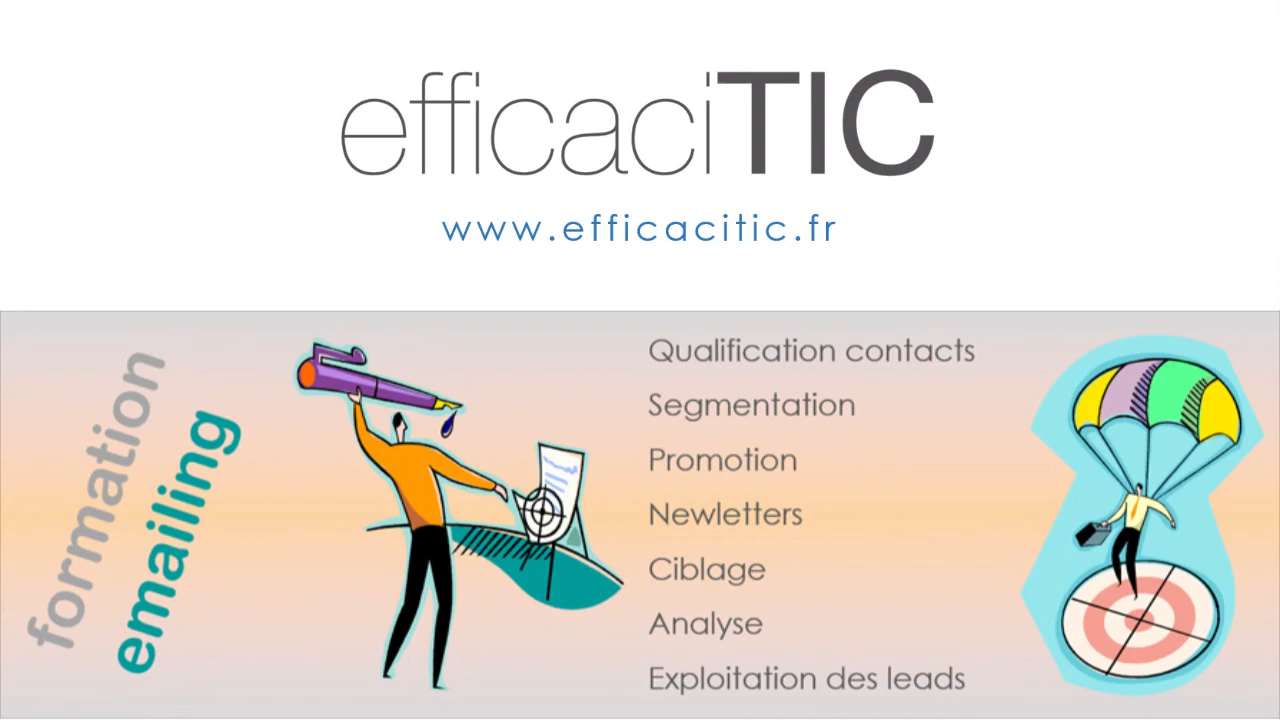 efficaciTIC
www.efficacitic.fr
formation
emailing
Qualification contacts
Segmentation
Promotion
Newletters
Ciblage
Analyse
Exploitation des leads